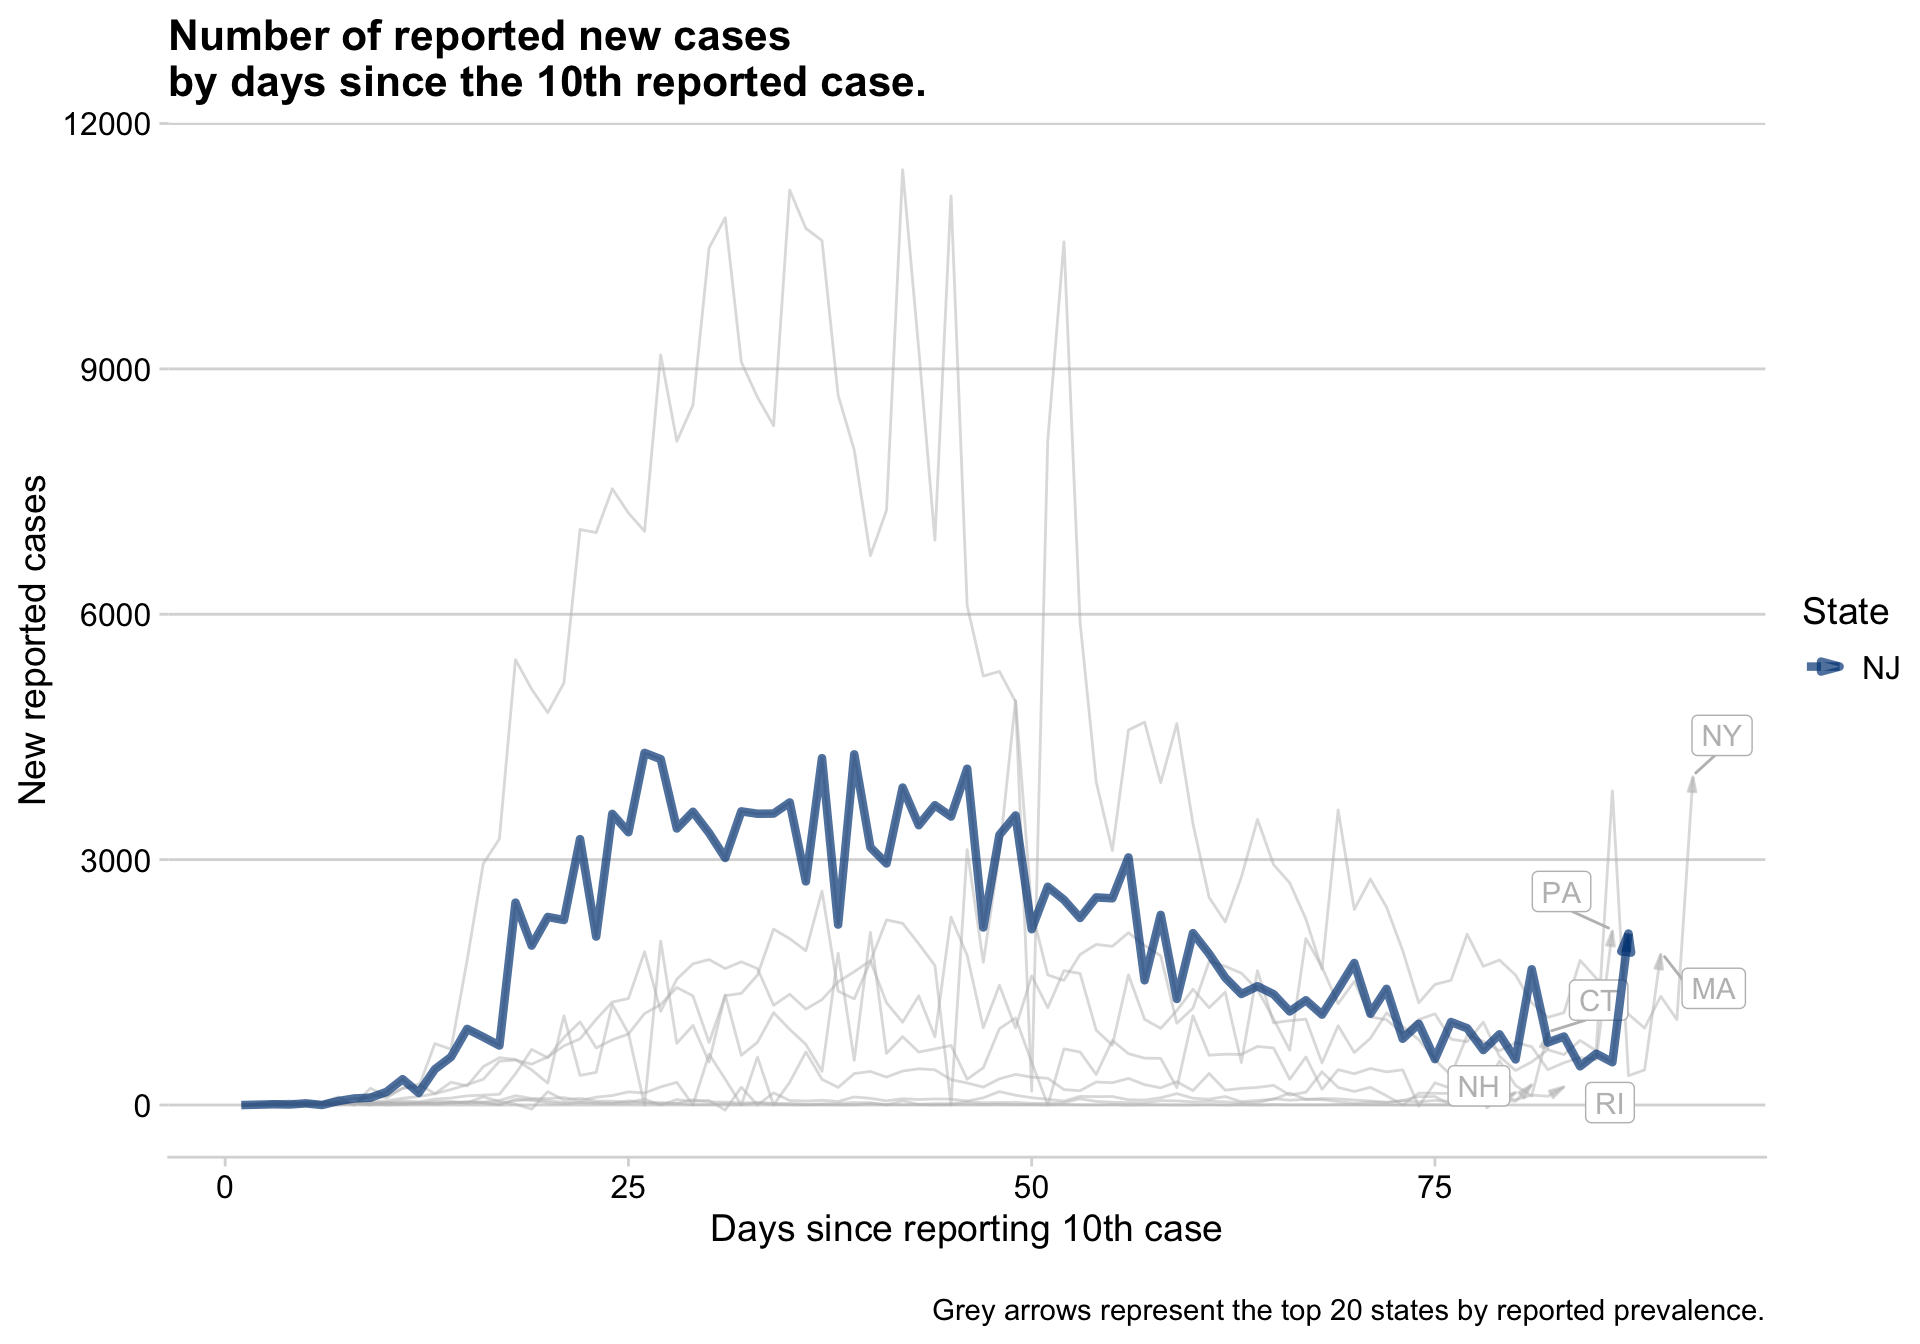 Number of reported new cases
by days since the 10th reported case.
12000
9000
6000
3000
0
New reported cases
0
25
50
75
Days since reporting 10th case
NY
PA
MA
CT
NH
RI
State
NJ
Grey arrows represent the top 20 states by reported prevalence.